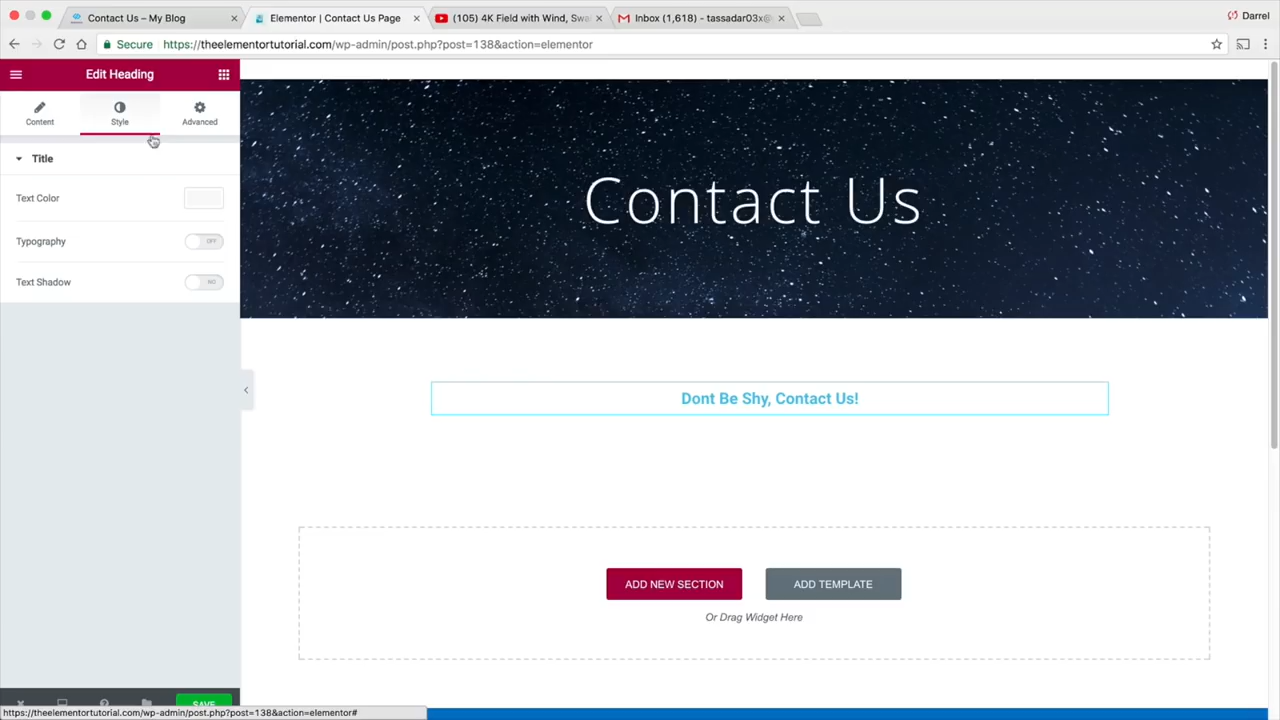 Contact Us – My Blog
Elementor | Contact Us Page
(105) 4K Field with Wind, Swa
Inbox (1,618) - tassadar03x@
Darrel
Secure
https://theelementortutorial.com/wp-admin/post.php?post=138&action=elementor
Edit Heading
Content
Style
Advanced
Title
Text Color
Typography
OFF
Text Shadow
NO
Contact Us
Dont Be Shy, Contact Us!
ADD NEW SECTION
ADD TEMPLATE
Or Drag Widget Here
SAVE
https://theelementortutorial.com/wp-admin/post.php?post=138&action=elementor#